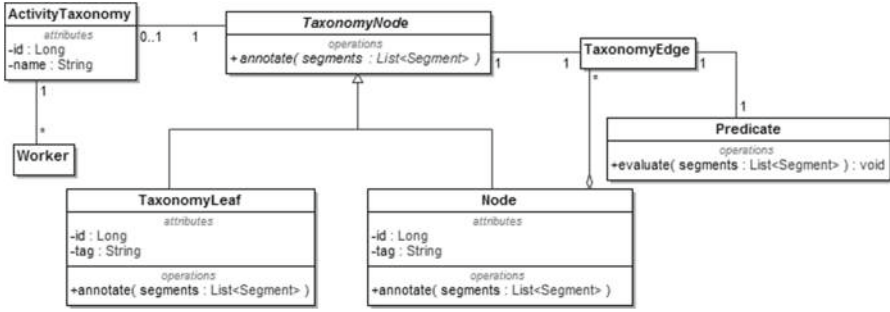 ActivityTaxonomy
attributes
-id : Long
-name : String
0..1
1
TaxonomyNode
operations
+ annotate( segments : List<Segment> )
1
1
TaxonomyEdge
1
*
1
*
1
Worker
Predicate
operations
+evaluate( segments : List<Segment> ) : void
TaxonomyLeaf
attributes
-id : Long
-tag : String
operations
+annotate( segments : List<Segment> )
Node
attributes
-id : Long
-tag : String
operations
+annotate( segments : List<Segment> )